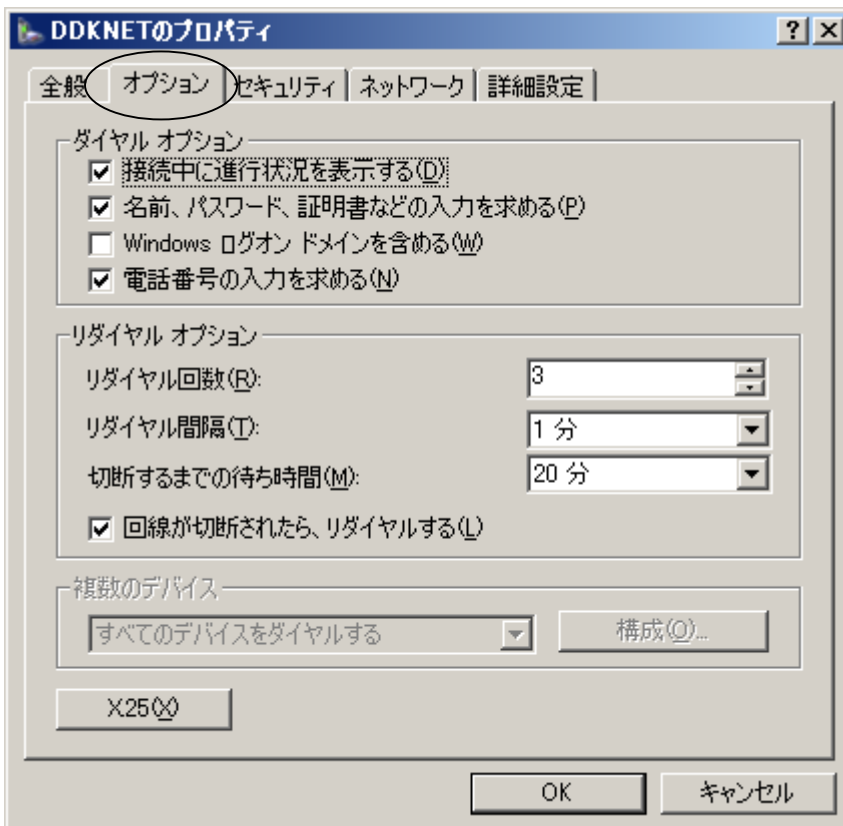 DDKNETのプロパティ
全般 オプション セキュリティ ネットワーク 詳細設定
ダイヤル オプション
接続中に進行状況を表示する(D)
名前、パスワード、証明書などの入力を求める(P)
Windows ログオン ドメインを含める(W)
電話番号の入力を求める(N)
リダイヤル オプション
リダイヤル回数(R): 3
リダイヤル間隔(T): 1 分
切断するまでの待ち時間(M): 20 分
回線が切断されたら、リダイヤルする(L)
複数のデバイス
すべてのデバイスをダイヤルする 構成(O)...
X.25(X)
OK キャンセル